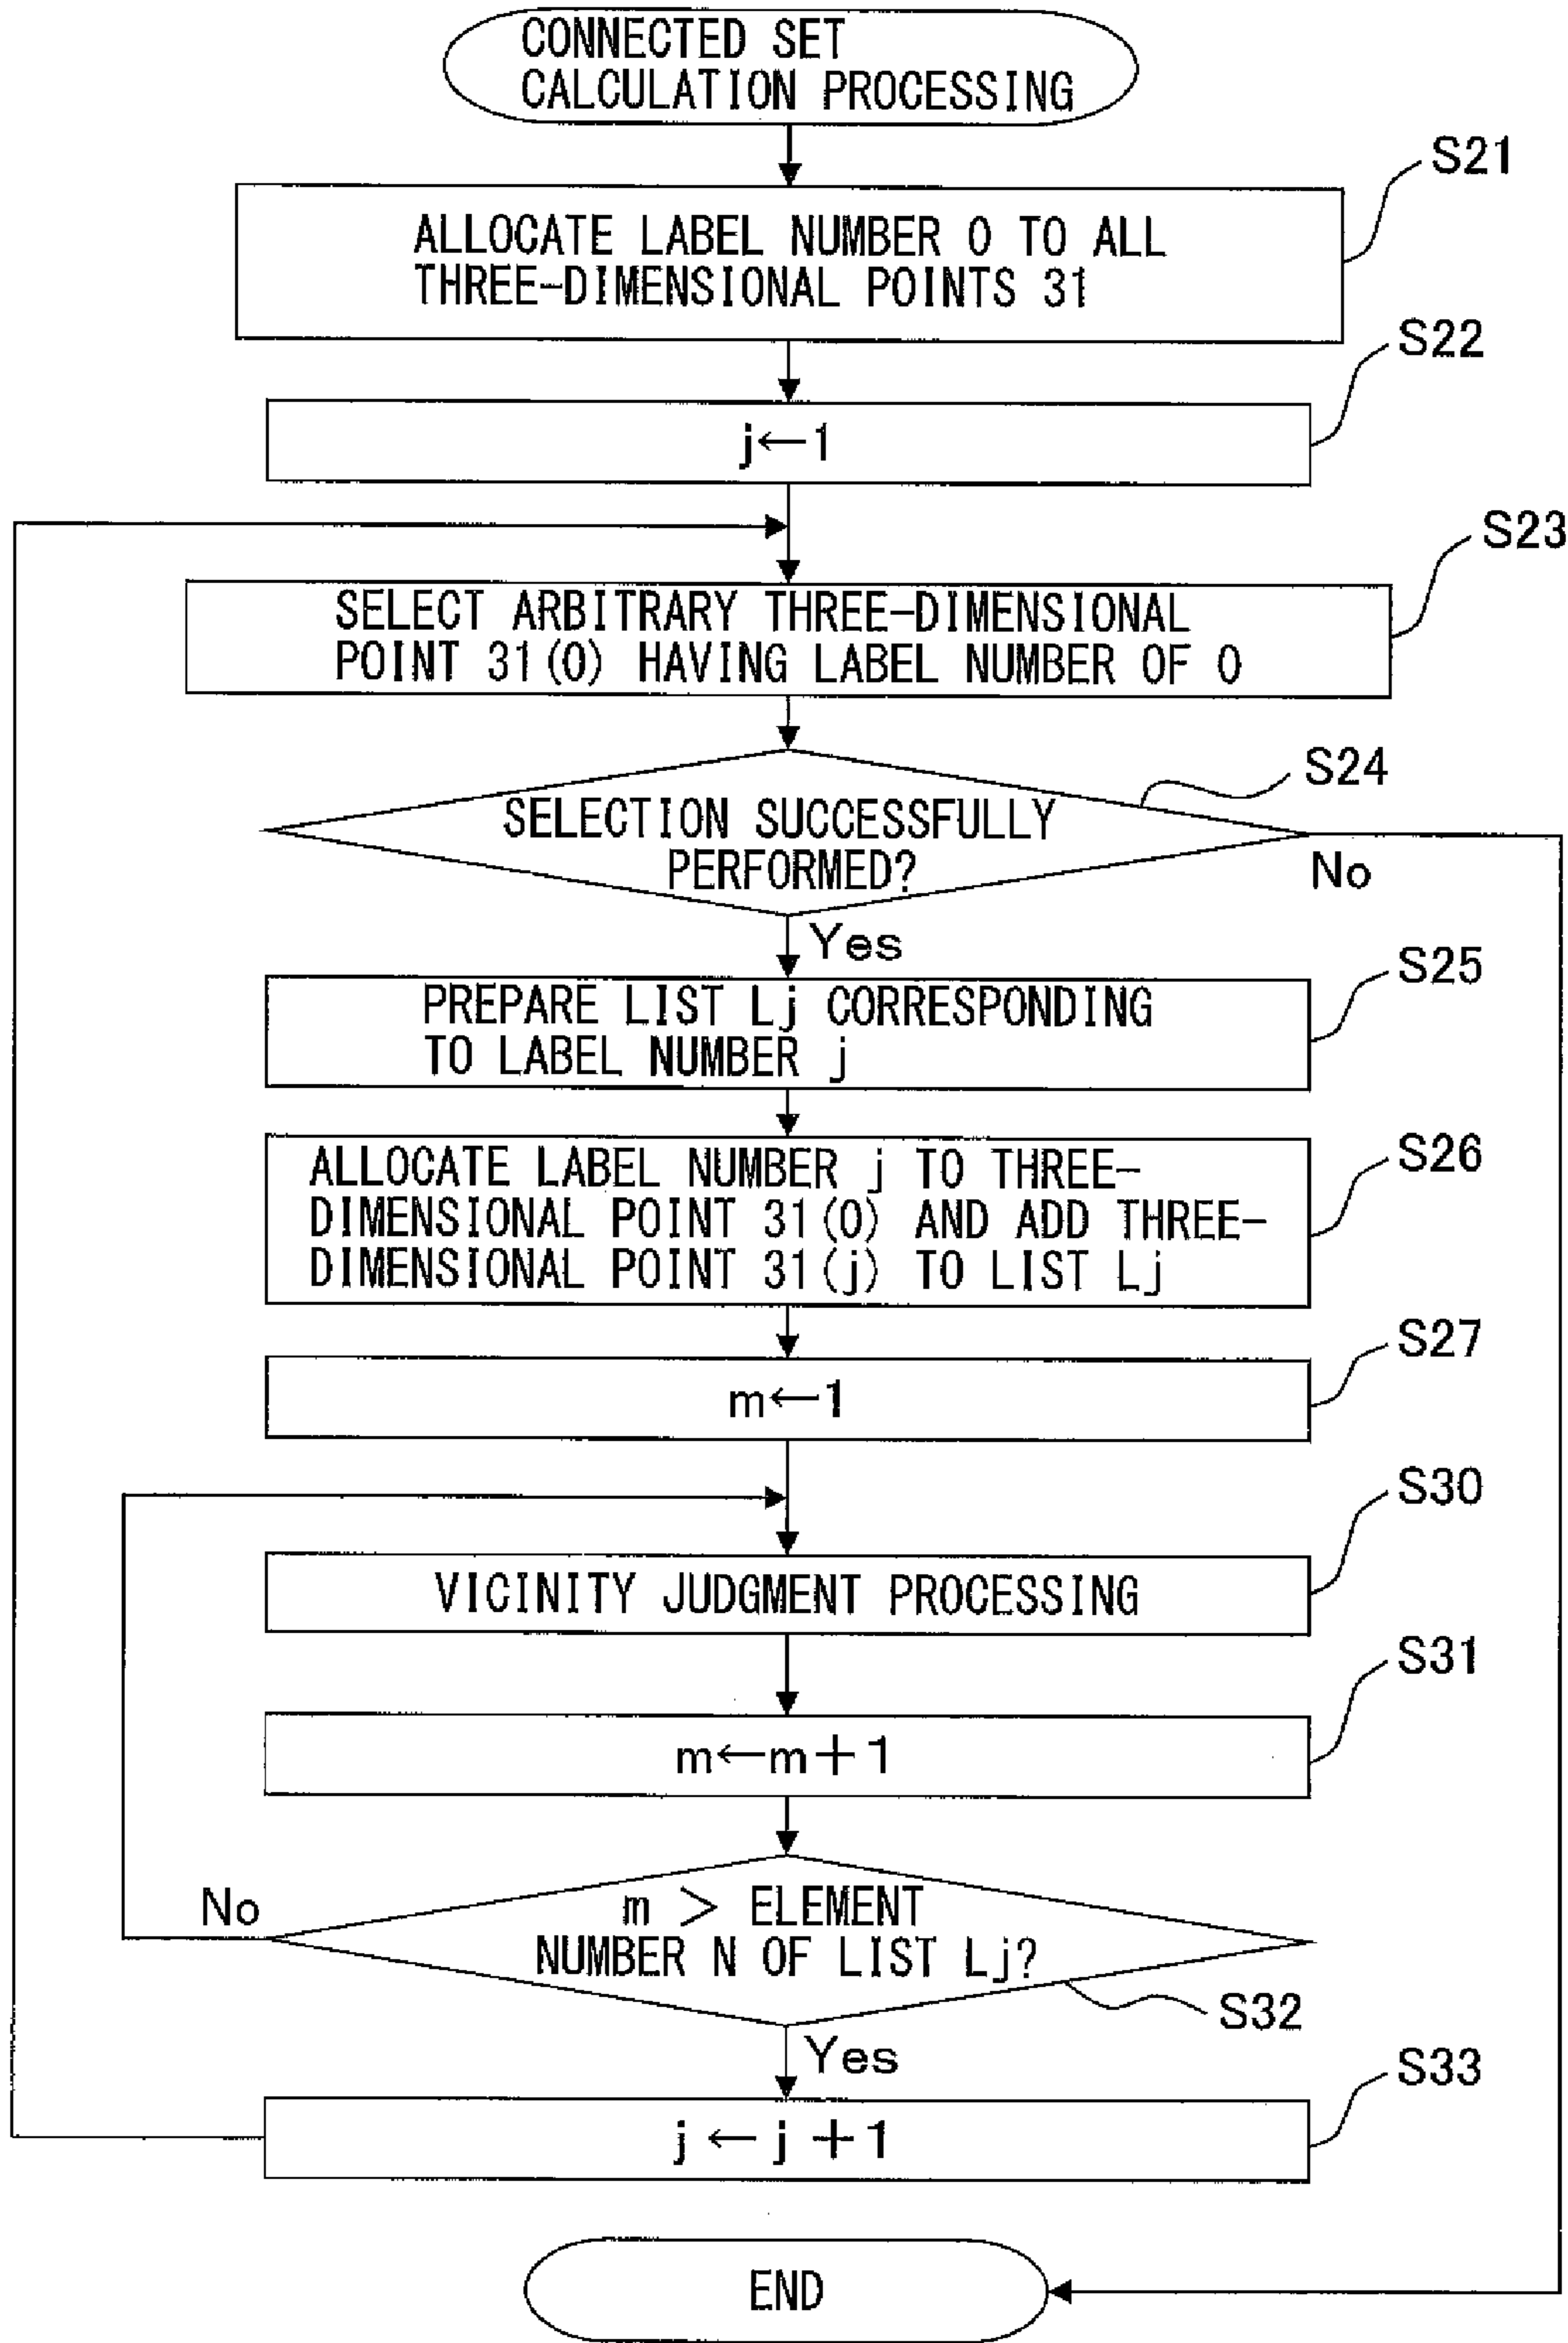 CONNECTED SET
CALCULATION PROCESSING
S21
ALLOCATE LABEL NUMBER 0 TO ALL
THREE-DIMENSIONAL POINTS 31
S22
j←1
S23
SELECT ARBITRARY THREE-DIMENSIONAL
POINT 31(0) HAVING LABEL NUMBER OF 0
S24
SELECTION SUCCESSFULLY
PERFORMED?
No
Yes
S25
PREPARE LIST Lj CORRESPONDING
TO LABEL NUMBER j
S26
ALLOCATE LABEL NUMBER j TO THREE-
DIMENSIONAL POINT 31(0) AND ADD THREE-
DIMENSIONAL POINT 31(j) TO LIST Lj
S27
m←1
S30
VICINITY JUDGMENT PROCESSING
S31
m←m+1
No
m > ELEMENT
NUMBER N OF LIST Lj?
S32
Yes
S33
j ← j +1
END